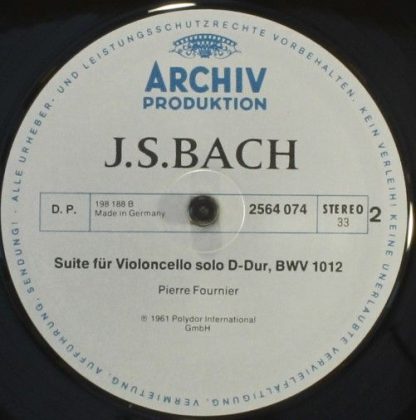 · ALLE URHEBER- UND LEISTUNGSSCHUTZRECHTE VORBEHALTEN. KEIN VERLEIH! KEINE UNERLAUBTE VERVIELFÄLTIGUNG, VERMIETUNG, AUFFÜHRUNG, SENDUNG!
ARCHIV
PRODUKTION
J.S.BACH
D. P.
198 188 B
Made in Germany
2564 074
STEREO
33
2
Suite für Violoncello solo D-Dur, BWV 1012
Pierre Fournier
℗ 1961 Polydor International
GmbH